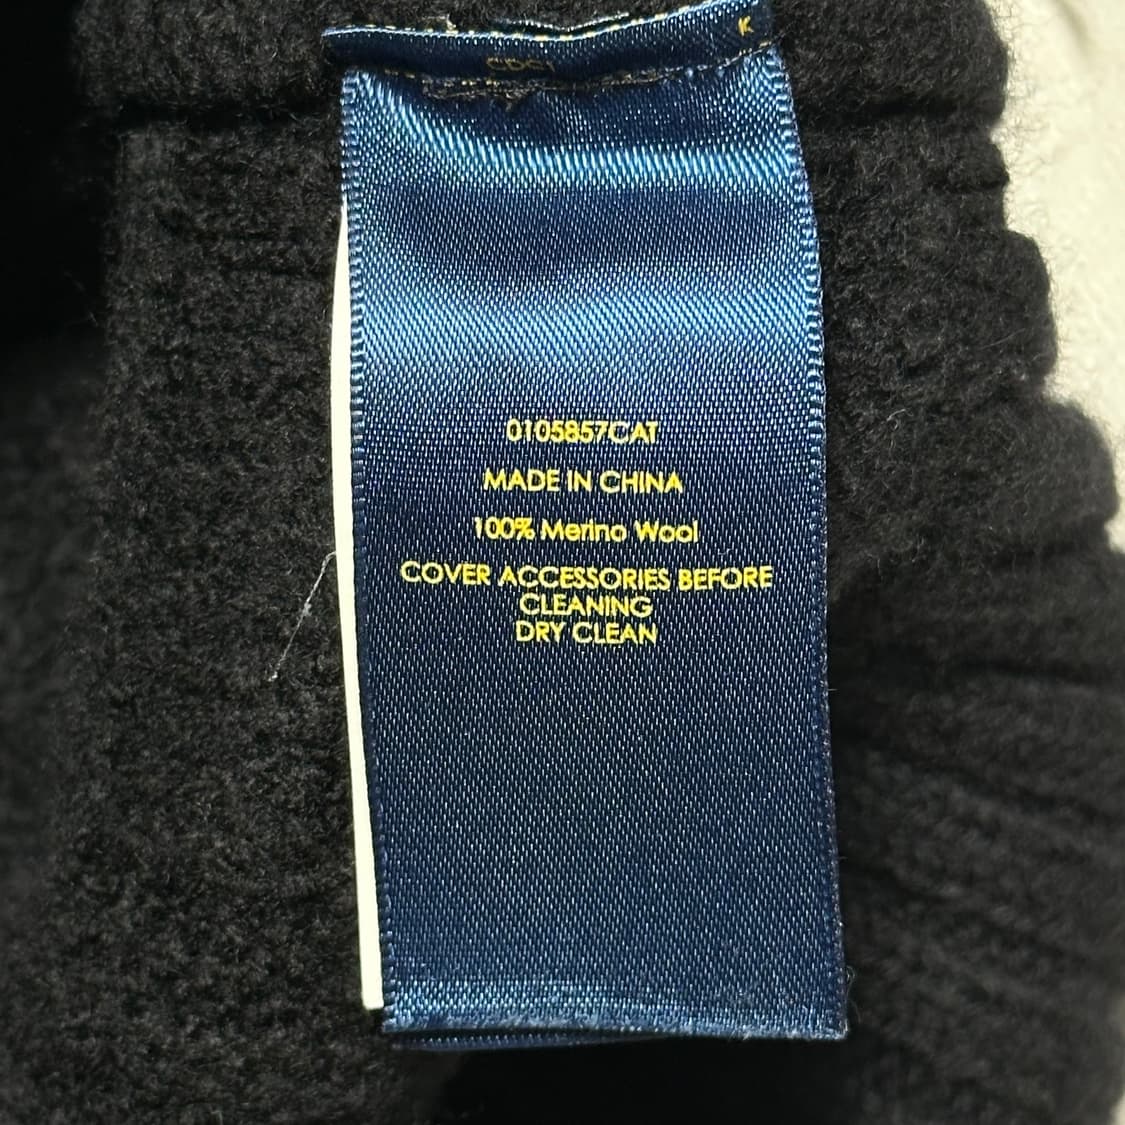 K
0105857CAT
MADE IN CHINA
100% Merino Wool
COVER ACCESSORIES BEFORE
CLEANING
DRY CLEAN